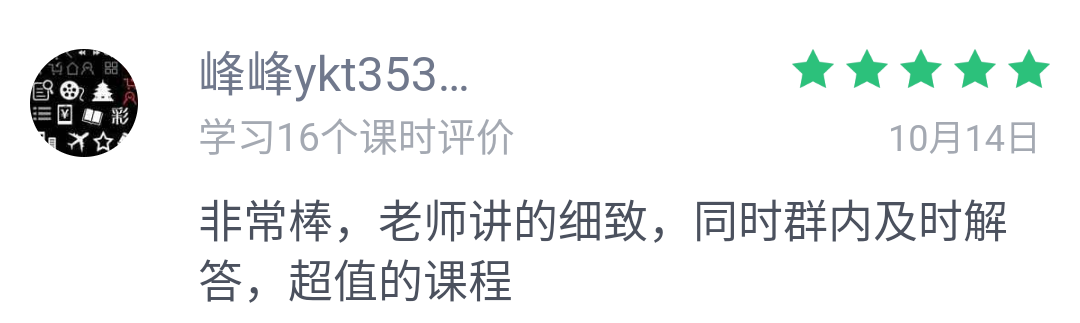 峰峰ykt353...
学习16个课时评价
10月14日
非常棒，老师讲的细致，同时群内及时解
答，超值的课程